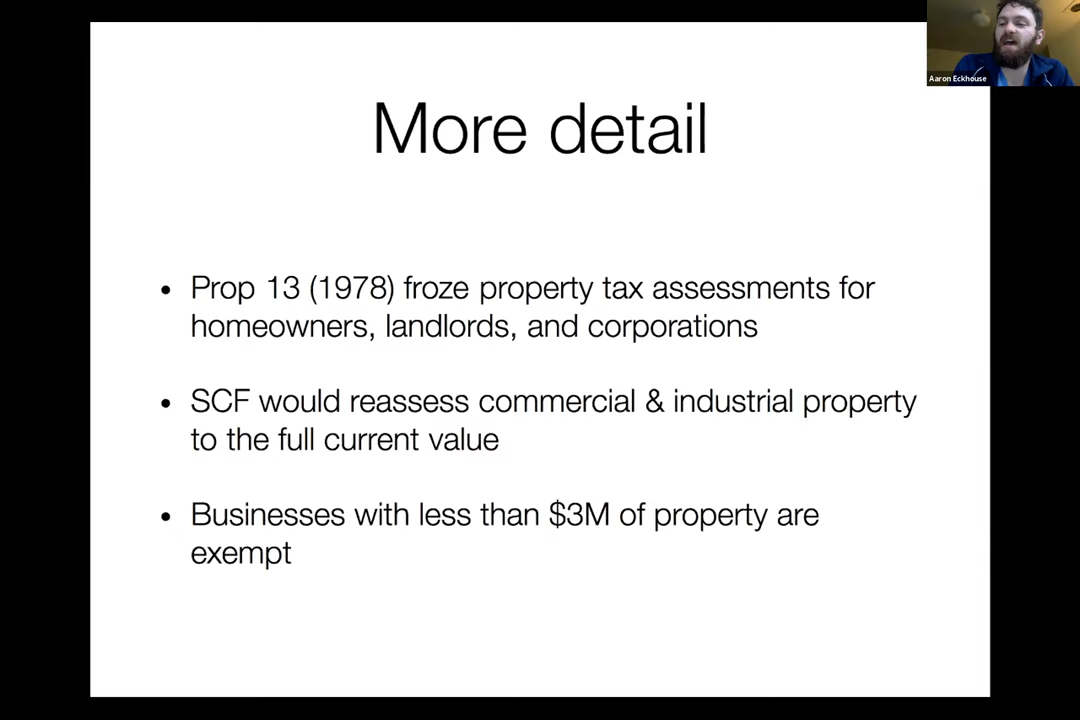 Aaron Eckhouse
More detail
• Prop 13 (1978) froze property tax assessments for
homeowners, landlords, and corporations
• SCF would reassess commercial & industrial property
to the full current value
• Businesses with less than $3M of property are
exempt